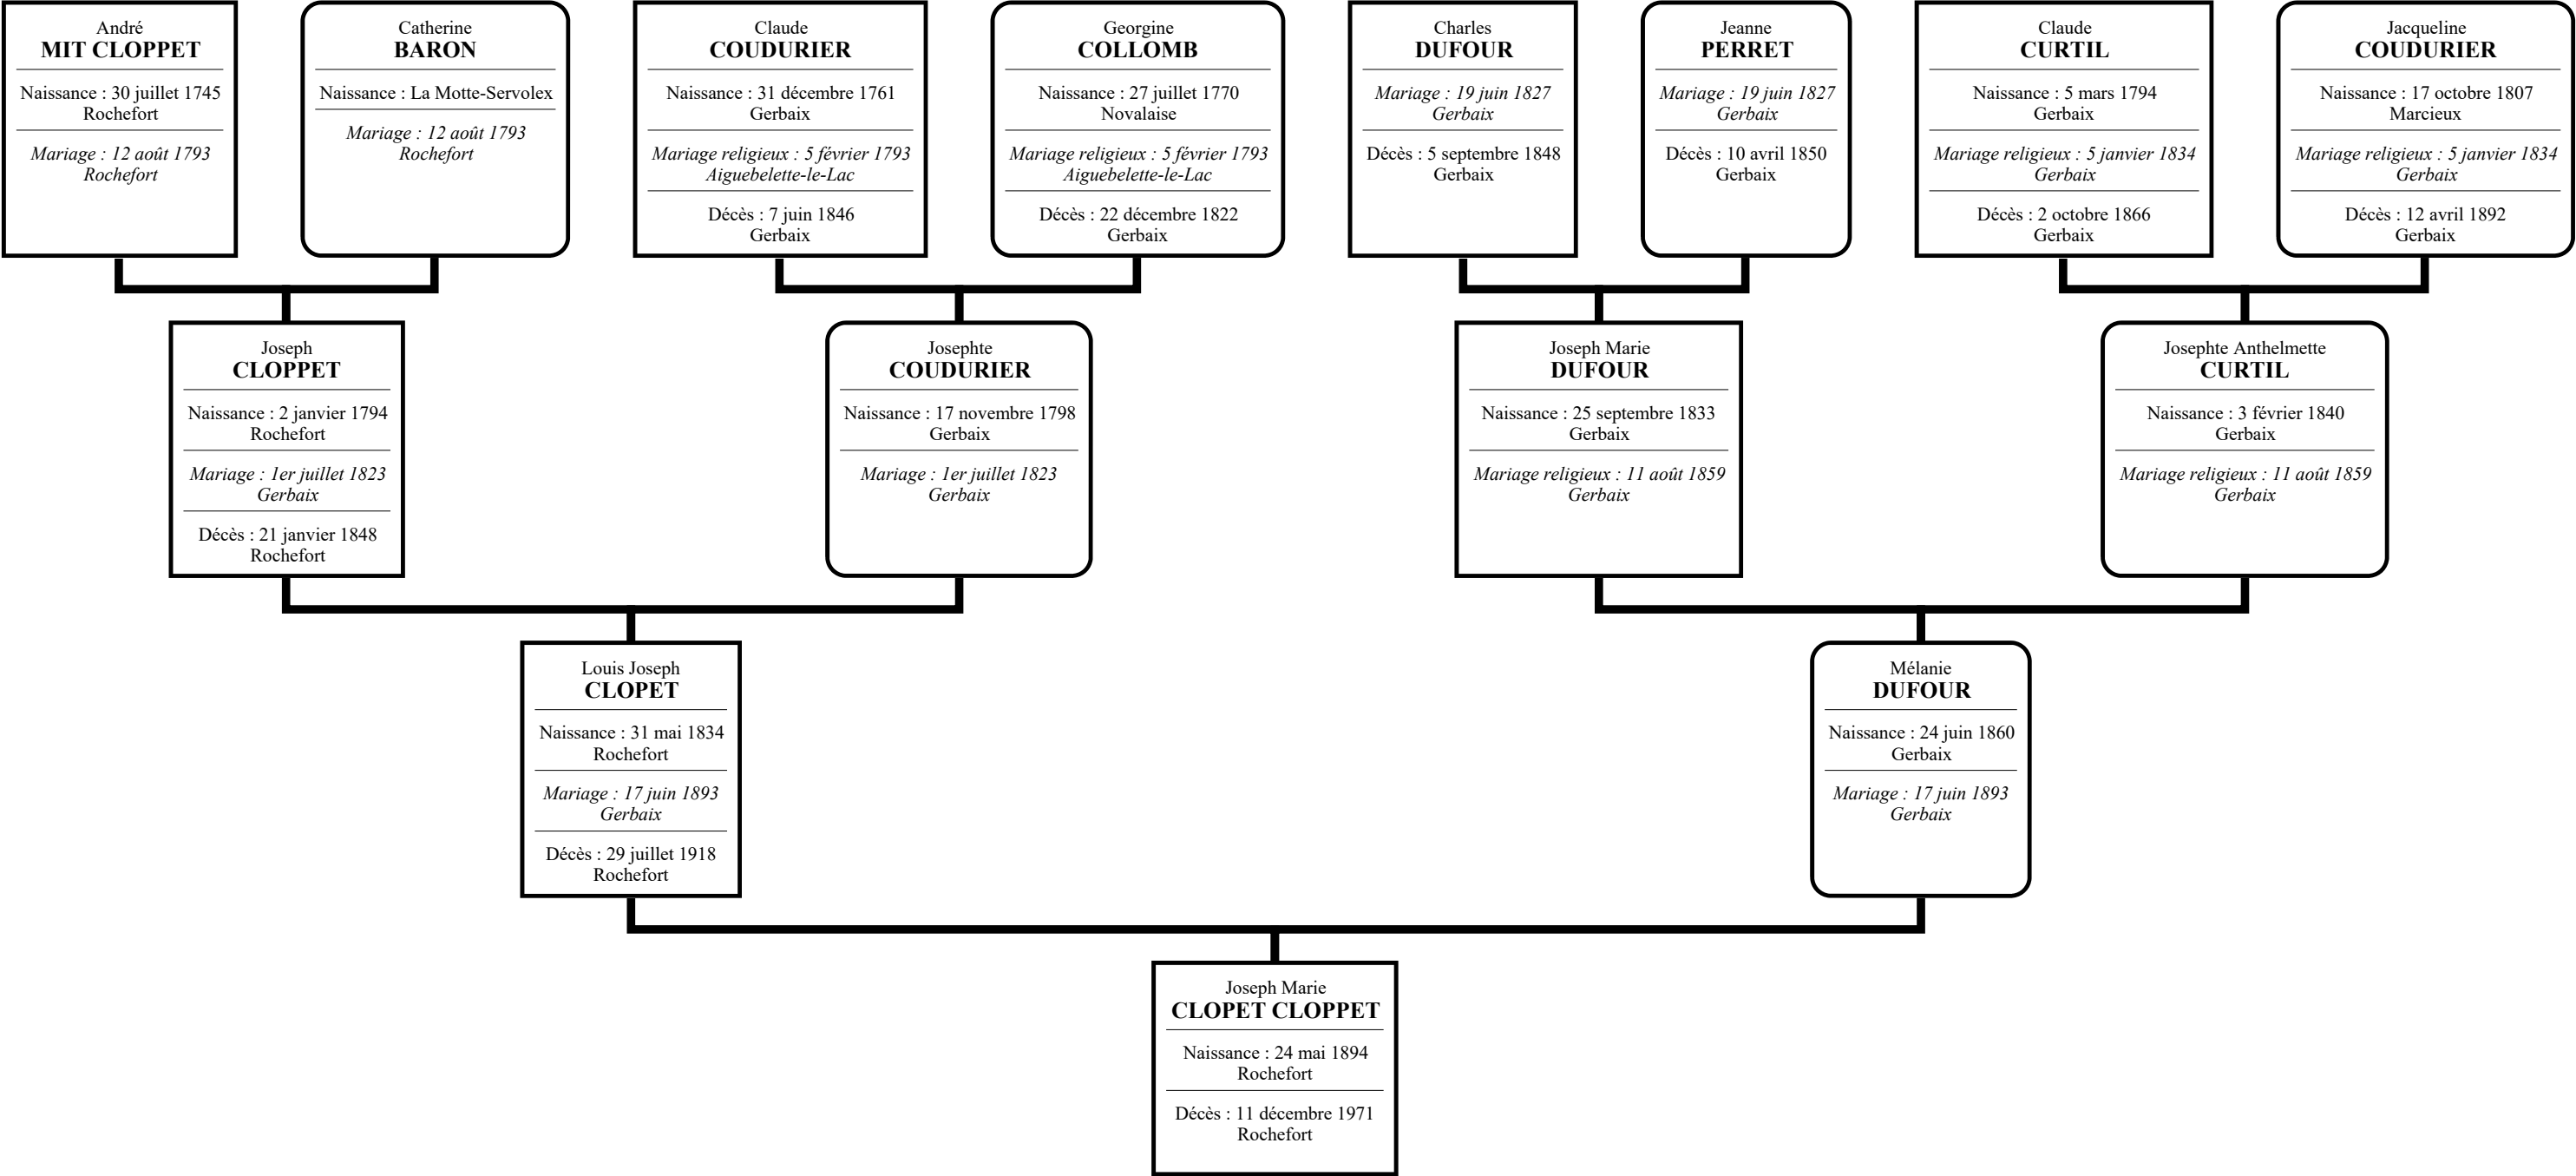 André
MIT CLOPPET
Naissance : 30 juillet 1745
Rochefort
Mariage : 12 août 1793
Rochefort
Catherine
BARON
Naissance : La Motte-Servolex
Mariage : 12 août 1793
Rochefort
Claude
COUDURIER
Naissance : 31 décembre 1761
Gerbaix
Mariage religieux : 5 février 1793
Aiguebelette-le-Lac
Décès : 7 juin 1846
Gerbaix
Georgine
COLLOMB
Naissance : 27 juillet 1770
Novalaise
Mariage religieux : 5 février 1793
Aiguebelette-le-Lac
Décès : 22 décembre 1822
Gerbaix
Charles
DUFOUR
Mariage : 19 juin 1827
Gerbaix
Décès : 5 septembre 1848
Gerbaix
Jeanne
PERRET
Mariage : 19 juin 1827
Gerbaix
Décès : 10 avril 1850
Gerbaix
Claude
CURTIL
Naissance : 5 mars 1794
Gerbaix
Mariage religieux : 5 janvier 1834
Gerbaix
Décès : 2 octobre 1866
Gerbaix
Jacqueline
COUDURIER
Naissance : 17 octobre 1807
Marcieux
Mariage religieux : 5 janvier 1834
Gerbaix
Décès : 12 avril 1892
Gerbaix
Joseph
CLOPPET
Naissance : 2 janvier 1794
Rochefort
Mariage : 1er juillet 1823
Gerbaix
Décès : 21 janvier 1848
Rochefort
Josephte
COUDURIER
Naissance : 17 novembre 1798
Gerbaix
Mariage : 1er juillet 1823
Gerbaix
Joseph Marie
DUFOUR
Naissance : 25 septembre 1833
Gerbaix
Mariage religieux : 11 août 1859
Gerbaix
Josephte Anthelmette
CURTIL
Naissance : 3 février 1840
Gerbaix
Mariage religieux : 11 août 1859
Gerbaix
Louis Joseph
CLOPET
Naissance : 31 mai 1834
Rochefort
Mariage : 17 juin 1893
Gerbaix
Décès : 29 juillet 1918
Rochefort
Mélanie
DUFOUR
Naissance : 24 juin 1860
Gerbaix
Mariage : 17 juin 1893
Gerbaix
Joseph Marie
CLOPET CLOPPET
Naissance : 24 mai 1894
Rochefort
Décès : 11 décembre 1971
Rochefort